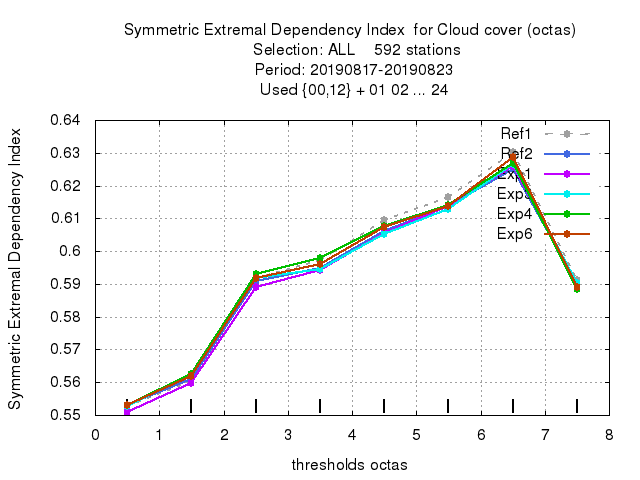 Symmetric Extremal Dependency Index  for Cloud cover (octas)
Selection: ALL    592 stations
Period: 20190817-20190823
Used {00,12} + 01 02 ... 24
Symmetric Extremal Dependency Index
0.64
0.63
0.62
0.61
0.6
0.59
0.58
0.57
0.56
0.55
Ref1
Ref2
Exp1
Exp3
Exp4
Exp6
0 1 2 3 4 5 6 7 8
thresholds octas